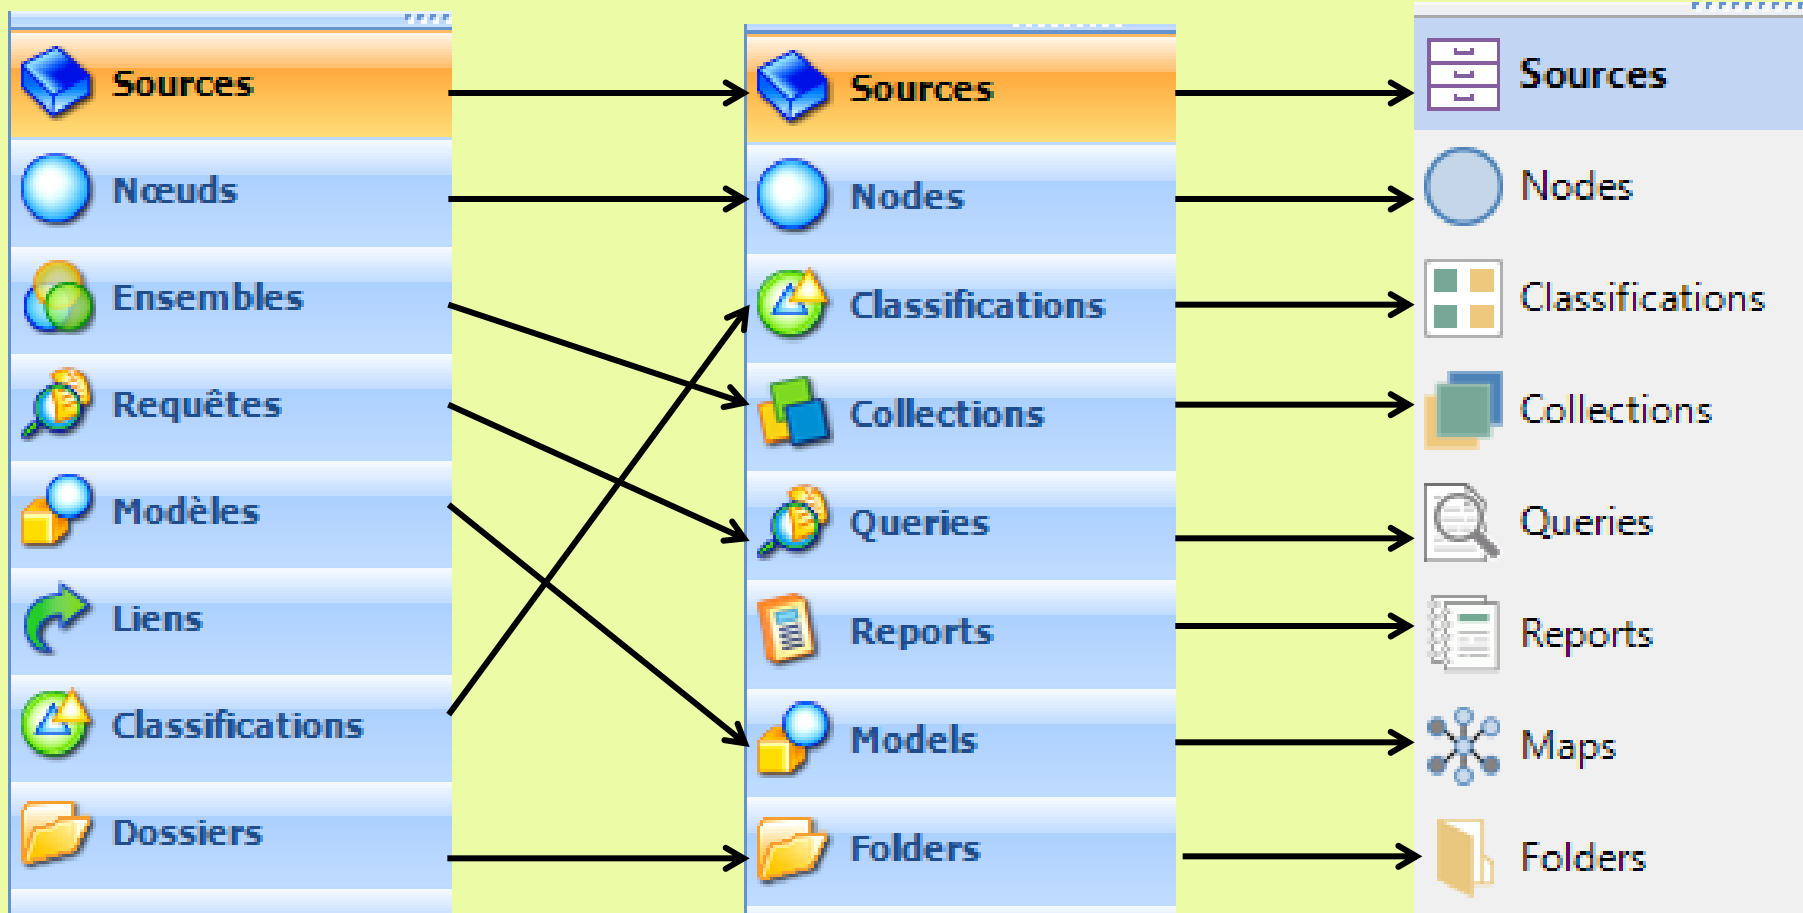 Sources
Nœuds
Ensembles
Requêtes
Modèles
Liens
Classifications
Dossiers
Sources
Nodes
Classifications
Collections
Queries
Reports
Models
Folders
Sources
Nodes
Classifications
Collections
Queries
Reports
Maps
Folders